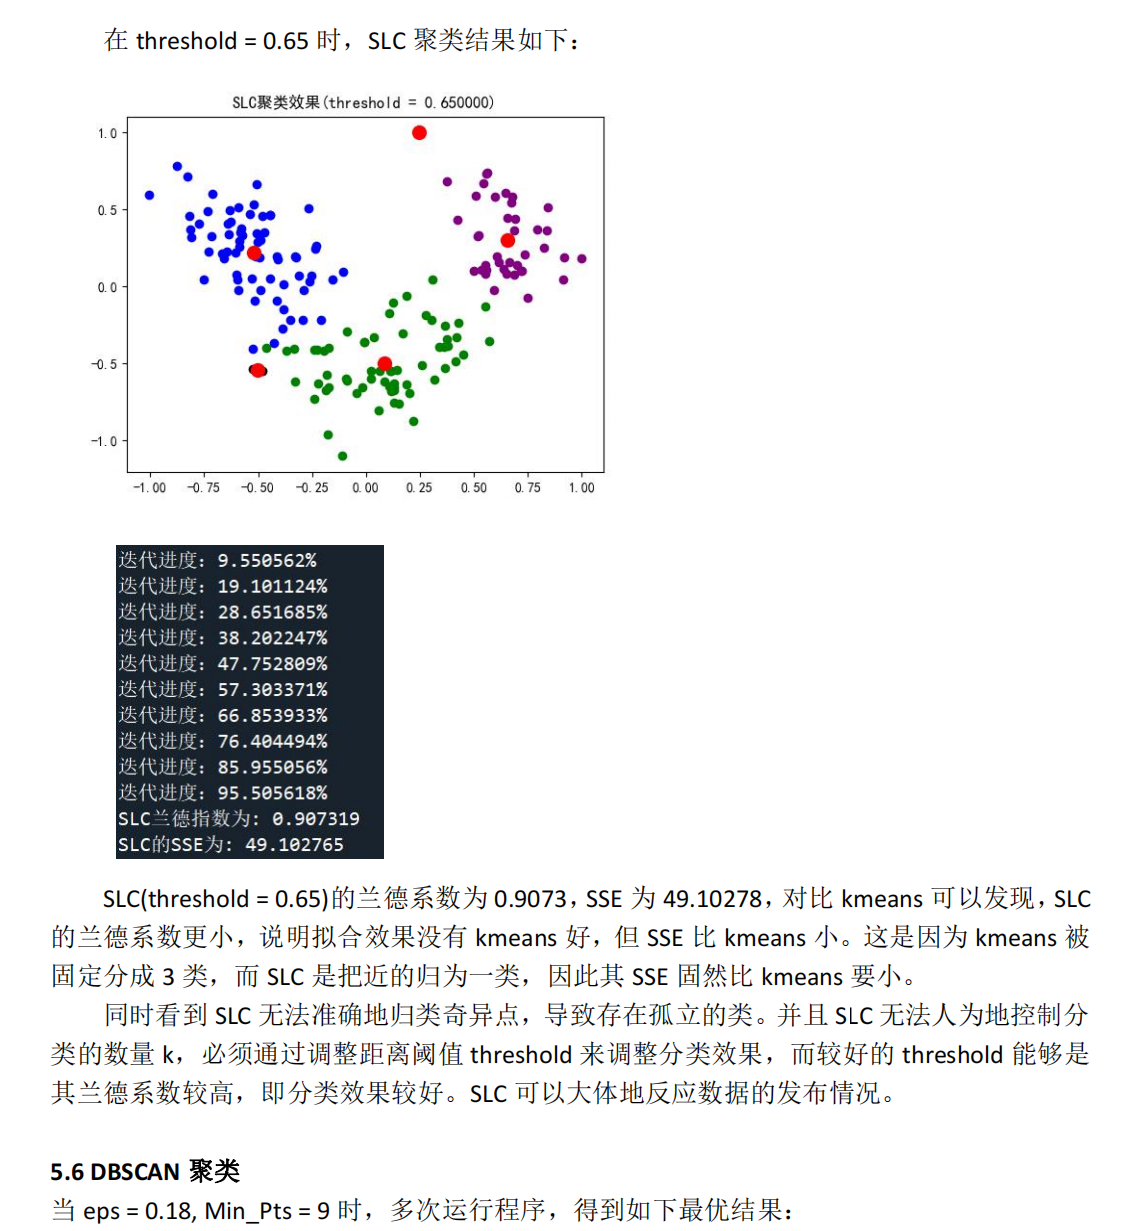 在 threshold = 0.65 时，SLC 聚类结果如下：
SLC聚类效果(threshold = 0.650000)
1.0
0.5
0.0
-0.5
-1.0
-1.00 -0.75 -0.50 -0.25 0.00 0.25 0.50 0.75 1.00
迭代进度：9.550562%
迭代进度：19.101124%
迭代进度：28.651685%
迭代进度：38.202247%
迭代进度：47.752809%
迭代进度：57.303371%
迭代进度：66.853933%
迭代进度：76.404494%
迭代进度：85.955056%
迭代进度：95.505618%
SLC兰德指数为: 0.907319
SLC的SSE为: 49.102765
SLC(threshold = 0.65)的兰德系数为 0.9073，SSE 为 49.10278，对比 kmeans 可以发现，SLC
的兰德系数更小，说明拟合效果没有 kmeans 好，但 SSE 比 kmeans 小。这是因为 kmeans 被
固定分成 3 类，而 SLC 是把近的归为一类，因此其 SSE 固然比 kmeans 要小。
同时看到 SLC 无法准确地归类奇异点，导致存在孤立的类。并且 SLC 无法人为地控制分
类的数量 k，必须通过调整距离阈值 threshold 来调整分类效果，而较好的 threshold 能够是
其兰德系数较高，即分类效果较好。SLC 可以大体地反应数据的发布情况。
5.6 DBSCAN 聚类
当 eps = 0.18, Min_Pts = 9 时，多次运行程序，得到如下最优结果：